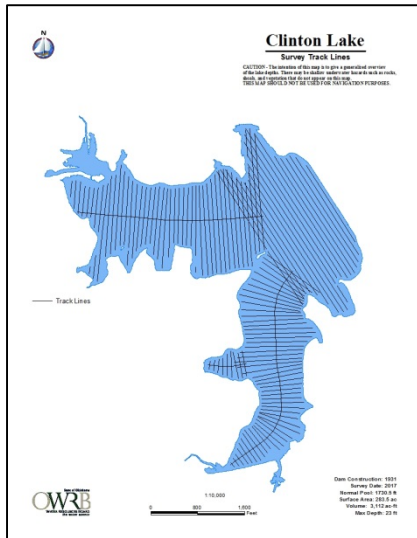 N
Clinton Lake
Survey Track Lines
CAUTION - The intention of this map is to give a generalized overview
of the lake depths. There may be shallow underwater hazards such as rocks,
shoals, and vegetation that do not appear on this map.
THIS MAP SHOULD NOT BE USED FOR NAVIGATION PURPOSES.
Track Lines
State of Oklahoma
OWRB
1:10,000
0 800 1,600
Feet
Dam Construction: 1931
Survey Date: 2017
Normal Pool: 1730.5 ft
Surface Area: 283.5 ac
Volume: 3,112 ac-ft
Max Depth: 23 ft